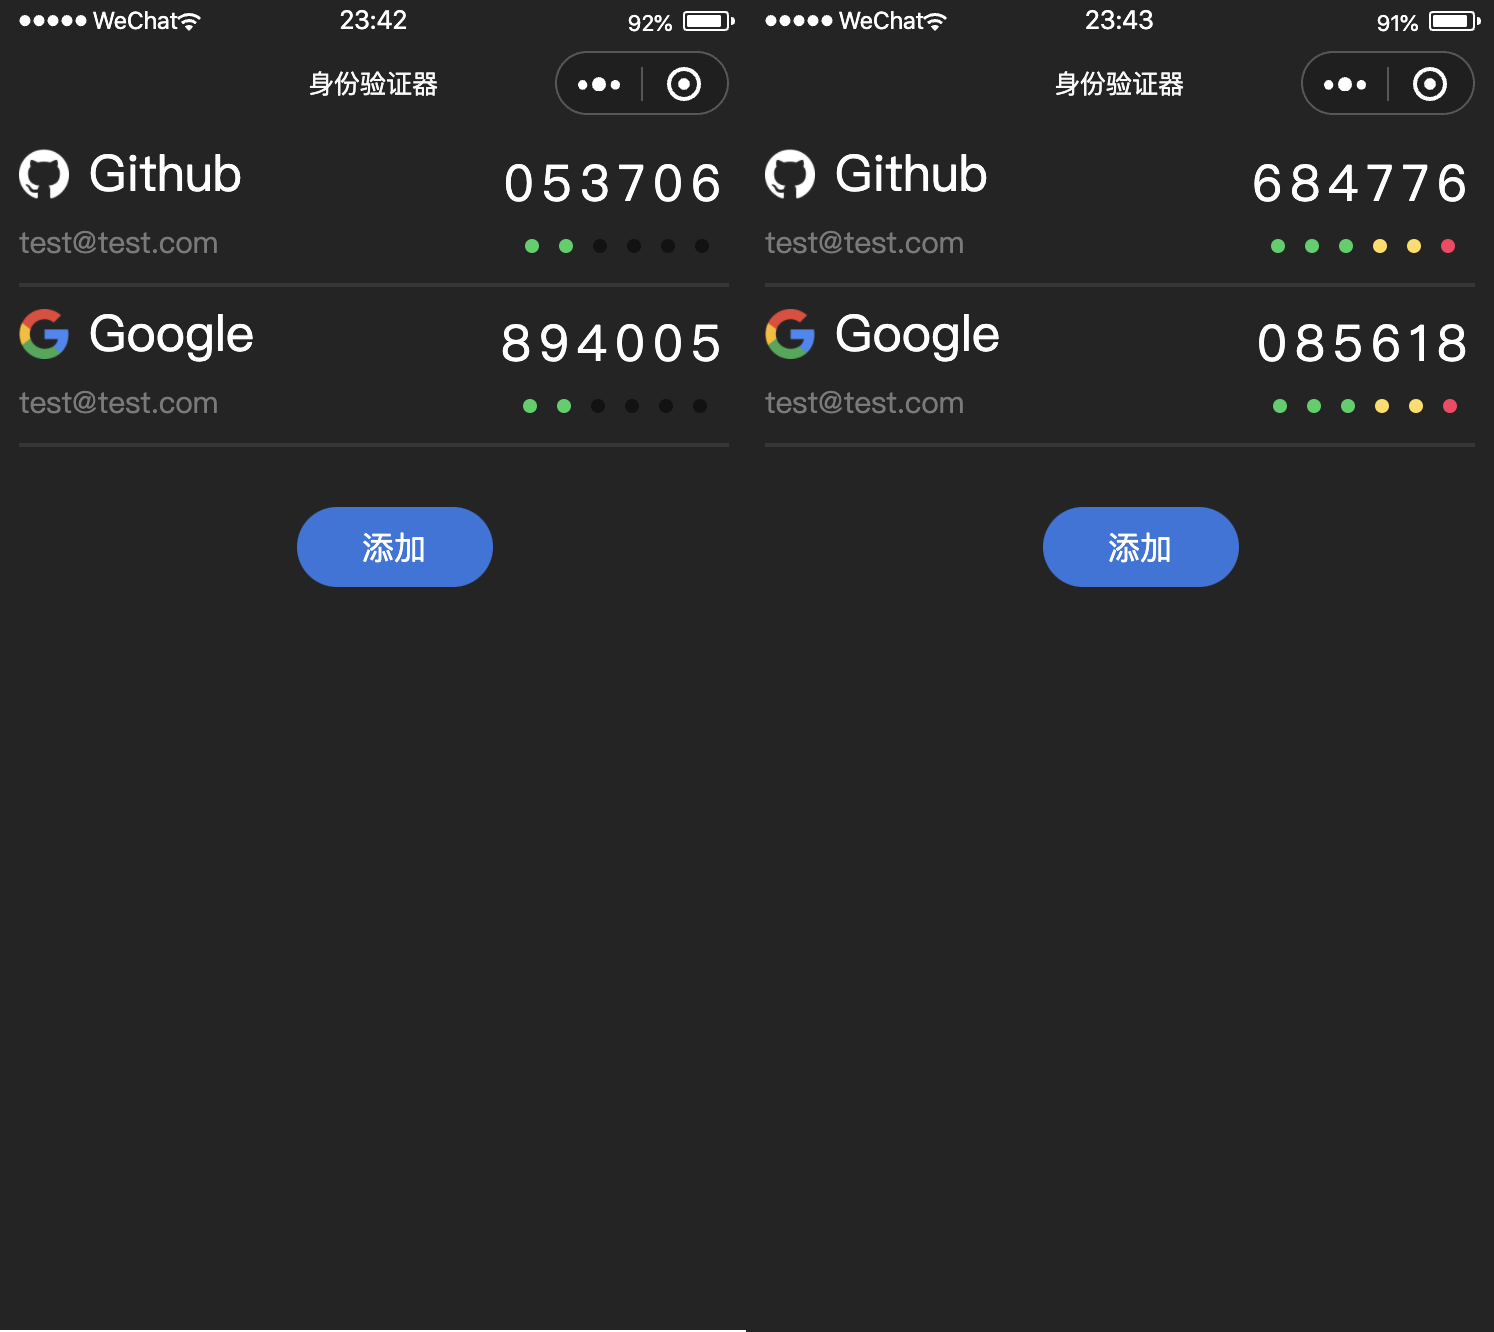 WeChat 23:42 92%
身份验证器
Github 053706
test@test.com
Google 894005
test@test.com
添加
WeChat 23:43 91%
身份验证器
Github 684776
test@test.com
Google 085618
test@test.com
添加